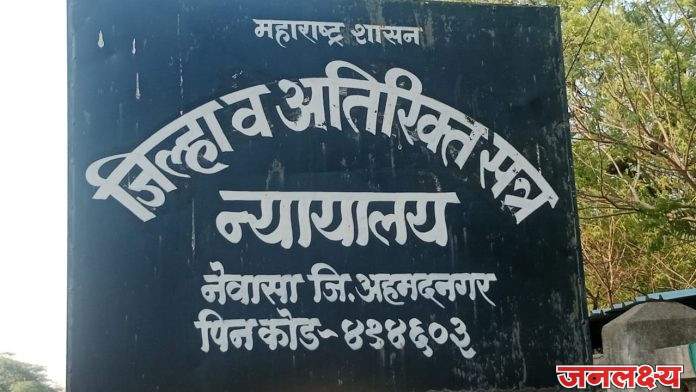 महाराष्ट्र शासन
जिल्हा व अतिरिक्त सत्र
न्यायालय
नेवासा जि.अहमदनगर
पिन कोड-४१४६०३
जनलक्ष्य